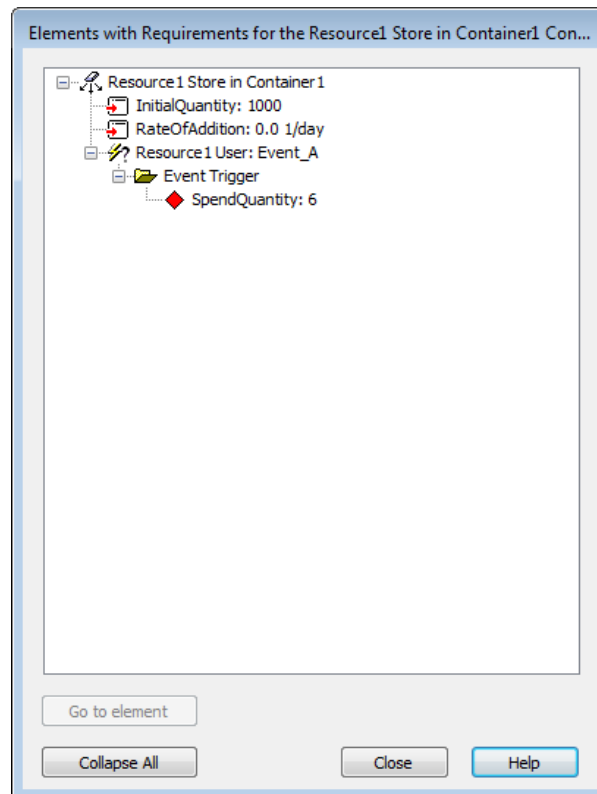 Elements with Requirements for the Resource1 Store in Container1 Con...
Resource1 Store in Container1
InitialQuantity: 1000
RateOfAddition: 0.0 1/day
Resource1 User: Event_A
Event Trigger
SpendQuantity: 6
Go to element
Collapse All
Close
Help